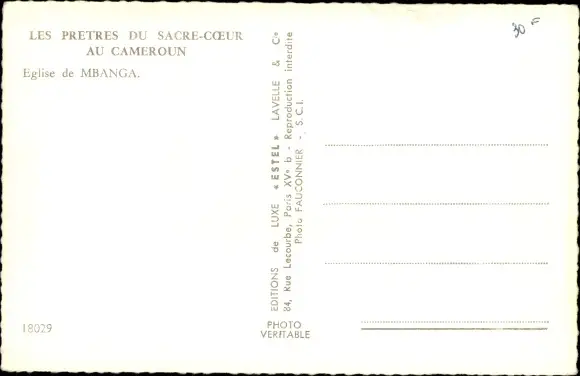 LES PRETRES DU SACRE-CŒUR
AU CAMEROUN
Eglise de MBANGA.
30 F
EDITIONS de LUXE « ESTEL » LAVELLE & Cie
84, Rue Lecourbe, Paris XVe b - Reproduction interdite
Photo FAUCONNIER - S.C.I.
PHOTO
VERITABLE
18029